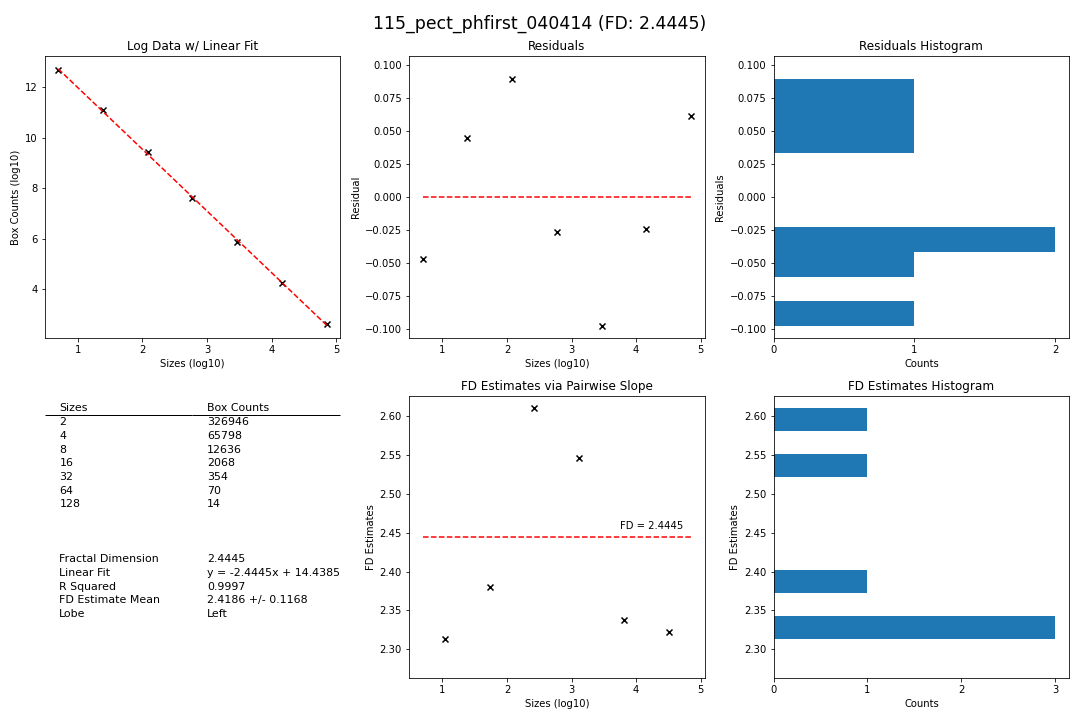 115_pect_phfirst_040414 (FD: 2.4445)
Log Data w/ Linear Fit
12
10
8
6
4
Box Counts (log10)
1 2 3 4 5
Sizes (log10)
Residuals
0.100
0.075
0.050
0.025
0.000
−0.025
−0.050
−0.075
−0.100
Residual
1 2 3 4 5
Sizes (log10)
Residuals Histogram
0.100
0.075
0.050
0.025
0.000
−0.025
−0.050
−0.075
−0.100
Residuals
0 1 2
Counts
Sizes Box Counts
2 326946
4 65798
8 12636
16 2068
32 354
64 70
128 14
Fractal Dimension 2.4445
Linear Fit y = -2.4445x + 14.4385
R Squared 0.9997
FD Estimate Mean 2.4186 +/- 0.1168
Lobe Left
FD Estimates via Pairwise Slope
2.60
2.55
2.50
2.45
2.40
2.35
2.30
FD Estimates
FD = 2.4445
1 2 3 4 5
Sizes (log10)
FD Estimates Histogram
2.60
2.55
2.50
2.45
2.40
2.35
2.30
FD Estimates
0 1 2 3
Counts